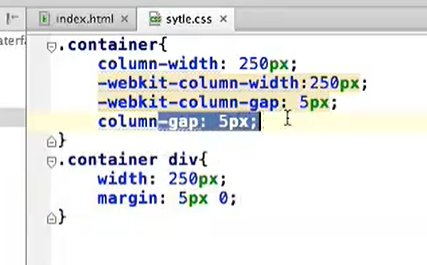 index.html
sytle.css
aterfa
.container{
column-width: 250px;
-webkit-column-width:250px;
-webkit-column-gap: 5px;
column-gap: 5px;
}
.container div{
width: 250px;
margin: 5px 0;
}